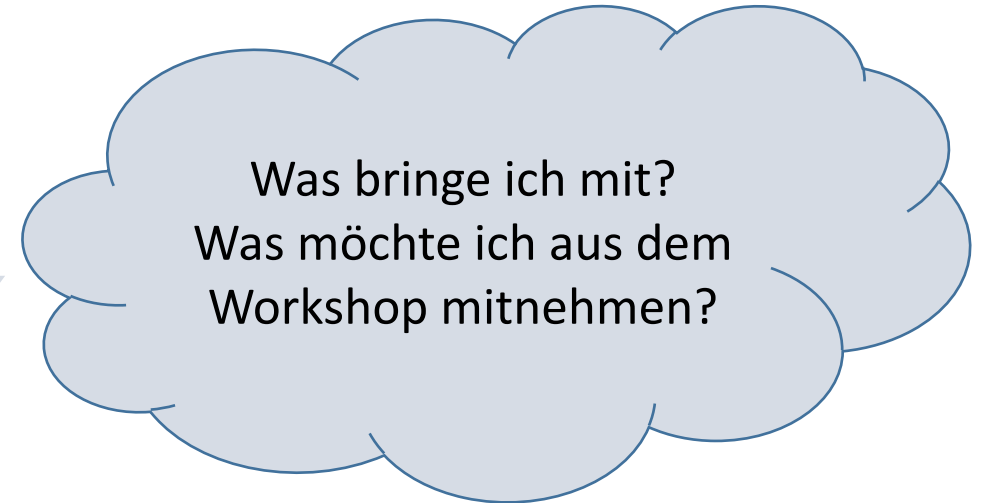 Was bringe ich mit?
Was möchte ich aus dem
Workshop mitnehmen?